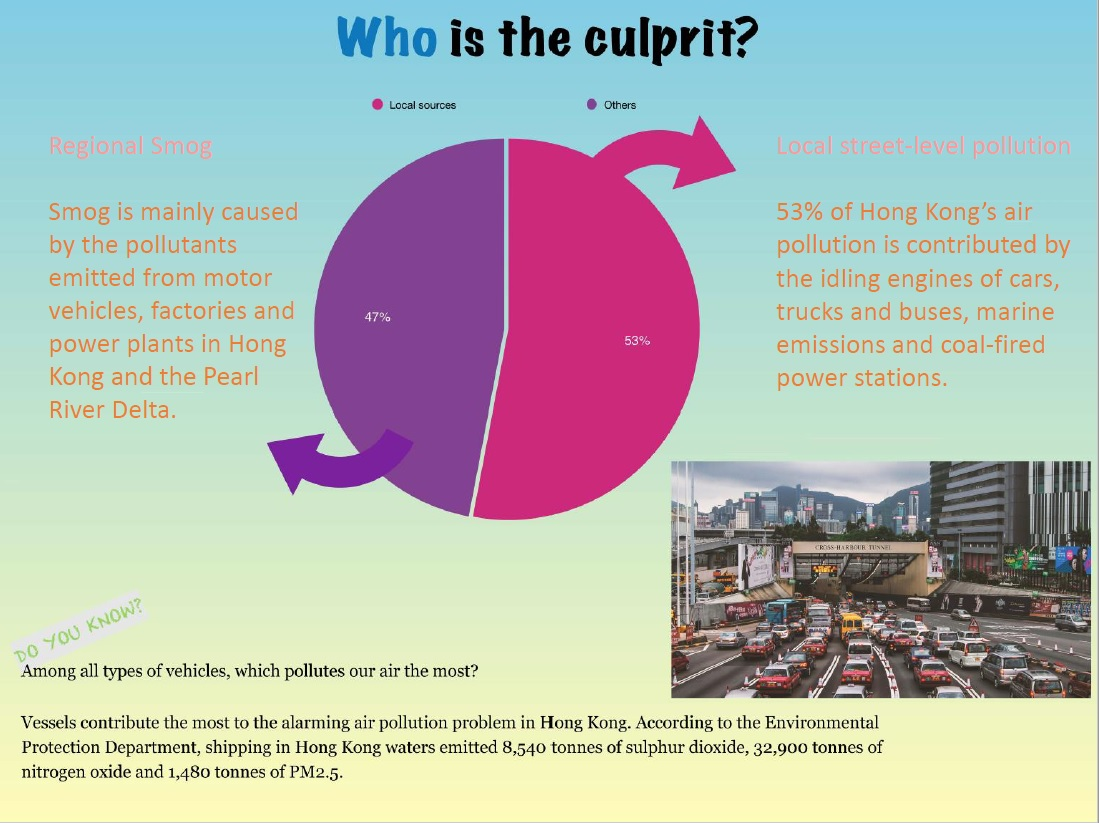 Who is the culprit?
Local sources
Others
Regional Smog
Smog is mainly caused
by the pollutants
emitted from motor
vehicles, factories and
power plants in Hong
Kong and the Pearl
River Delta.
47%
53%
Local street-level pollution
53% of Hong Kong’s air
pollution is contributed by
the idling engines of cars,
trucks and buses, marine
emissions and coal-fired
power stations.
CROSS-HARBOUR TUNNEL
DO YOU KNOW?
Among all types of vehicles, which pollutes our air the most?
Vessels contribute the most to the alarming air pollution problem in Hong Kong. According to the Environmental
Protection Department, shipping in Hong Kong waters emitted 8,540 tonnes of sulphur dioxide, 32,900 tonnes of
nitrogen oxide and 1,480 tonnes of PM2.5.